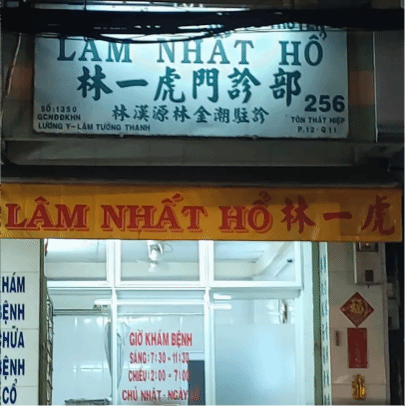 LÂM NHẤT HỔ
林一虎門診部
SỐ:1350
GCNĐĐKHN
LƯƠNG Y-LÂM TƯỜNG THANH
林漢源林金潮駐診
256
TÔN THẤT HIỆP
P.12-Q11
LÂM NHẤT HỔ 林一虎
KHÁM
BỆNH
CHỮA
BỆNH
CỔ
GIỜ KHÁM BỆNH
SÁNG:7:30-11:30
CHIỀU:2:00-7:00
CHỦ NHẬT-NGÀY